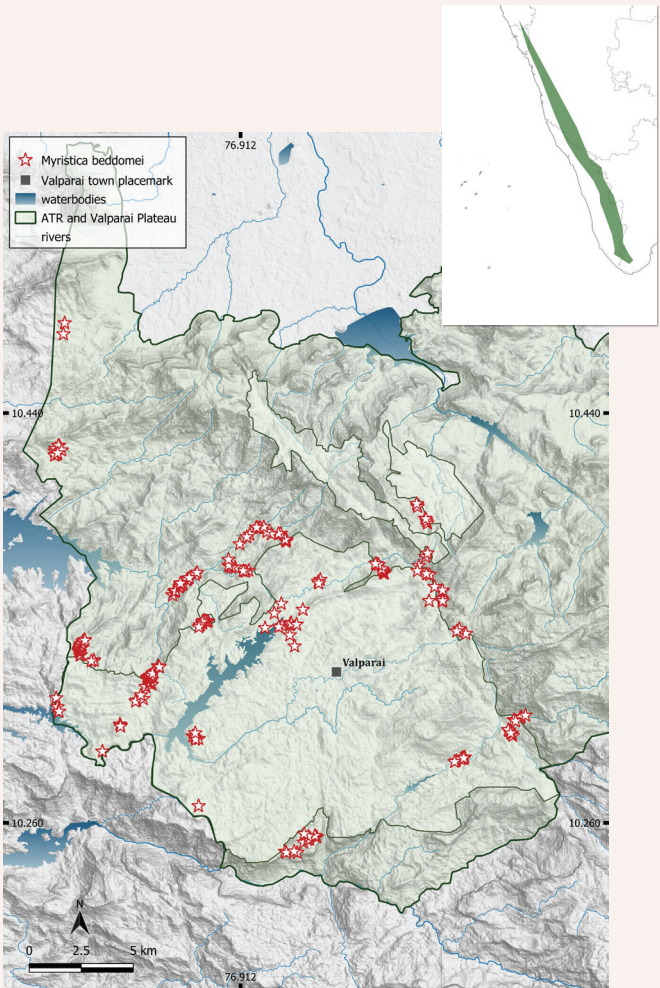 76.912
Myristica beddomei
Valparai town placemark
waterbodies
ATR and Valparai Plateau
rivers
10.440
10.440
Valparai
10.260
10.260
N
0 2.5 5 km
76.912